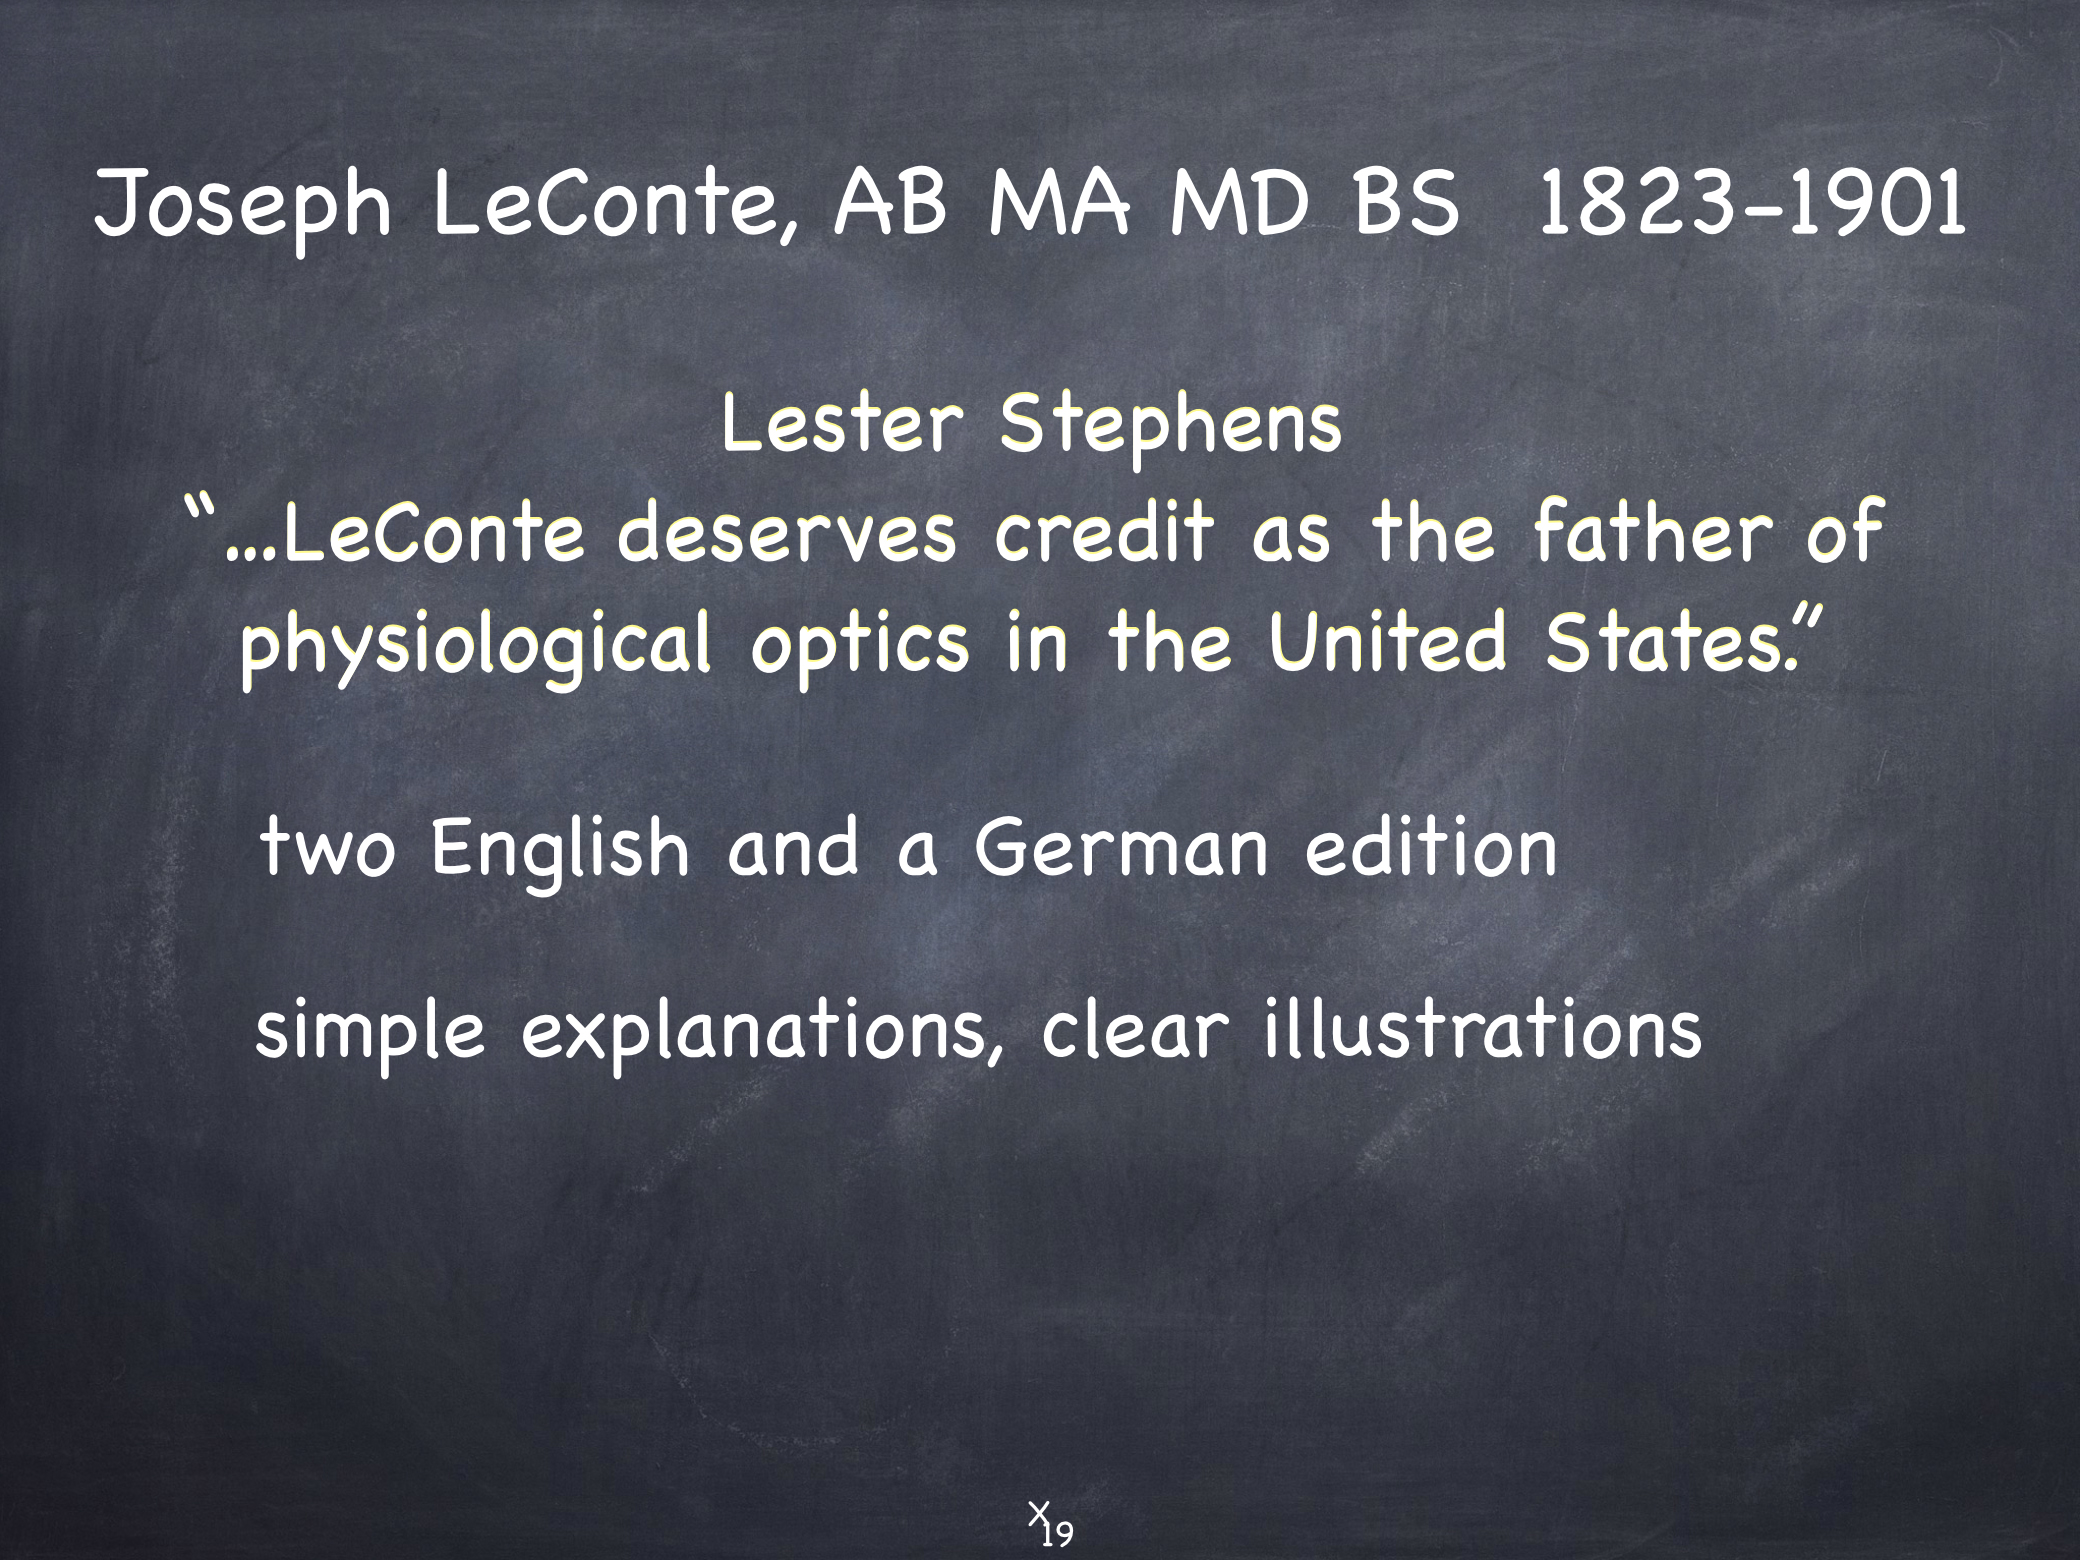 Joseph LeConte, AB MA MD BS 1823-1901
Lester Stephens
“...LeConte deserves credit as the father of
physiological optics in the United States.”
two English and a German edition
simple explanations, clear illustrations
X
19